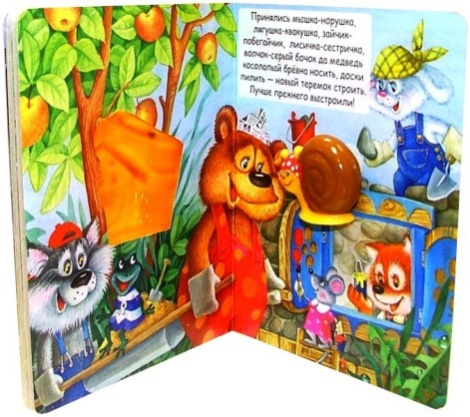 Принялись мышка-норушка,
лягушка-квакушка, зайчик-
побегайчик, лисичка-сестричка,
волчок-серый бочок да медведь
косолапый брёвна носить, доски
пилить — новый теремок строить.
Лучше прежнего выстроили!